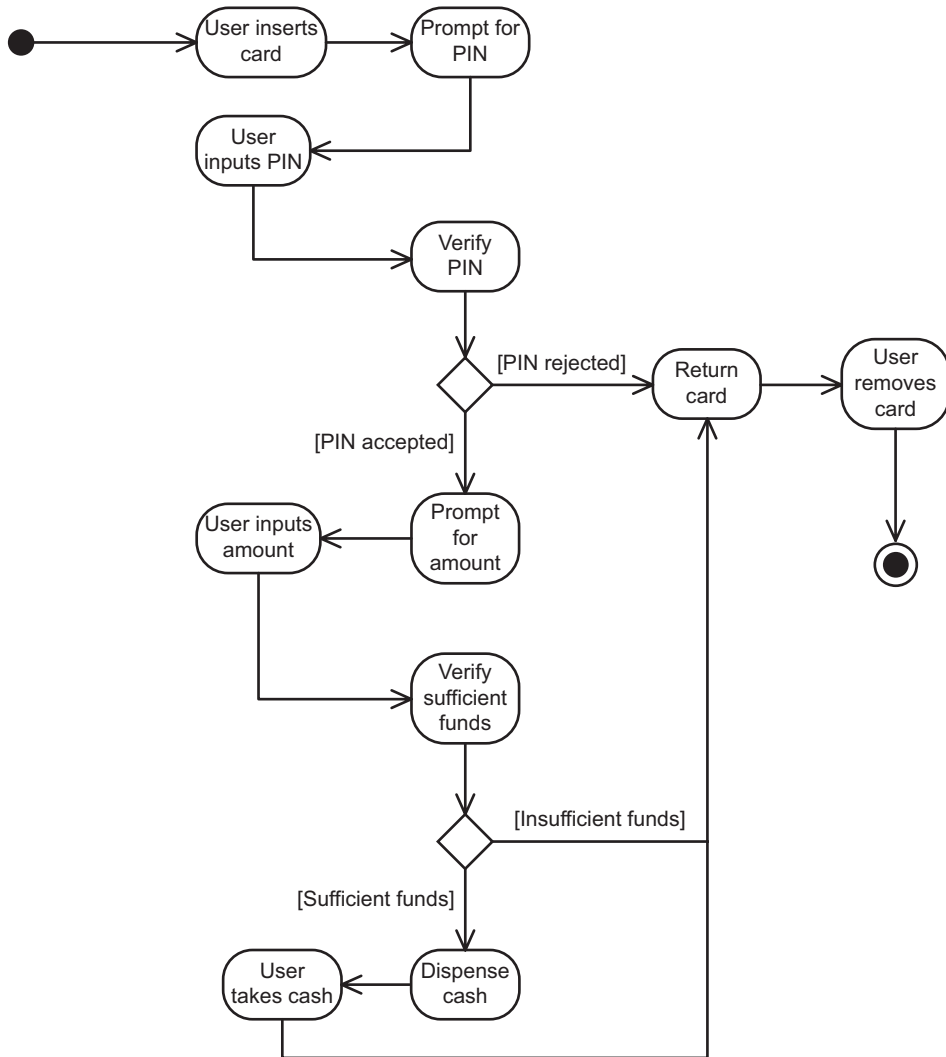 User inserts
card
Prompt for
PIN
User
inputs PIN
Verify
PIN
[PIN rejected]
Return
card
User
removes
card
[PIN accepted]
User inputs
amount
Prompt
for
amount
Verify
sufficient
funds
[Insufficient funds]
[Sufficient funds]
User
takes cash
Dispense
cash